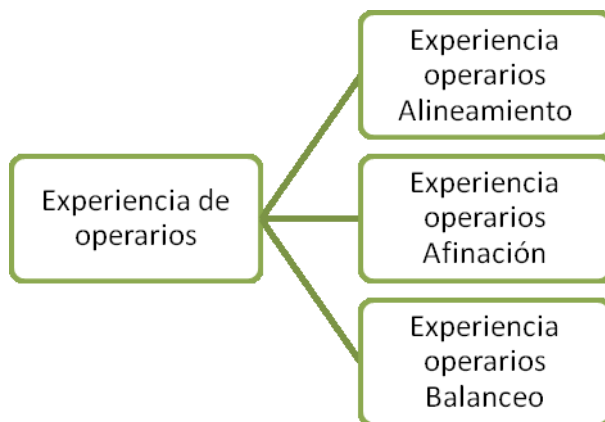 Experiencia de
operarios
Experiencia
operarios
Alineamiento
Experiencia
operarios
Afinación
Experiencia
operarios
Balanceo